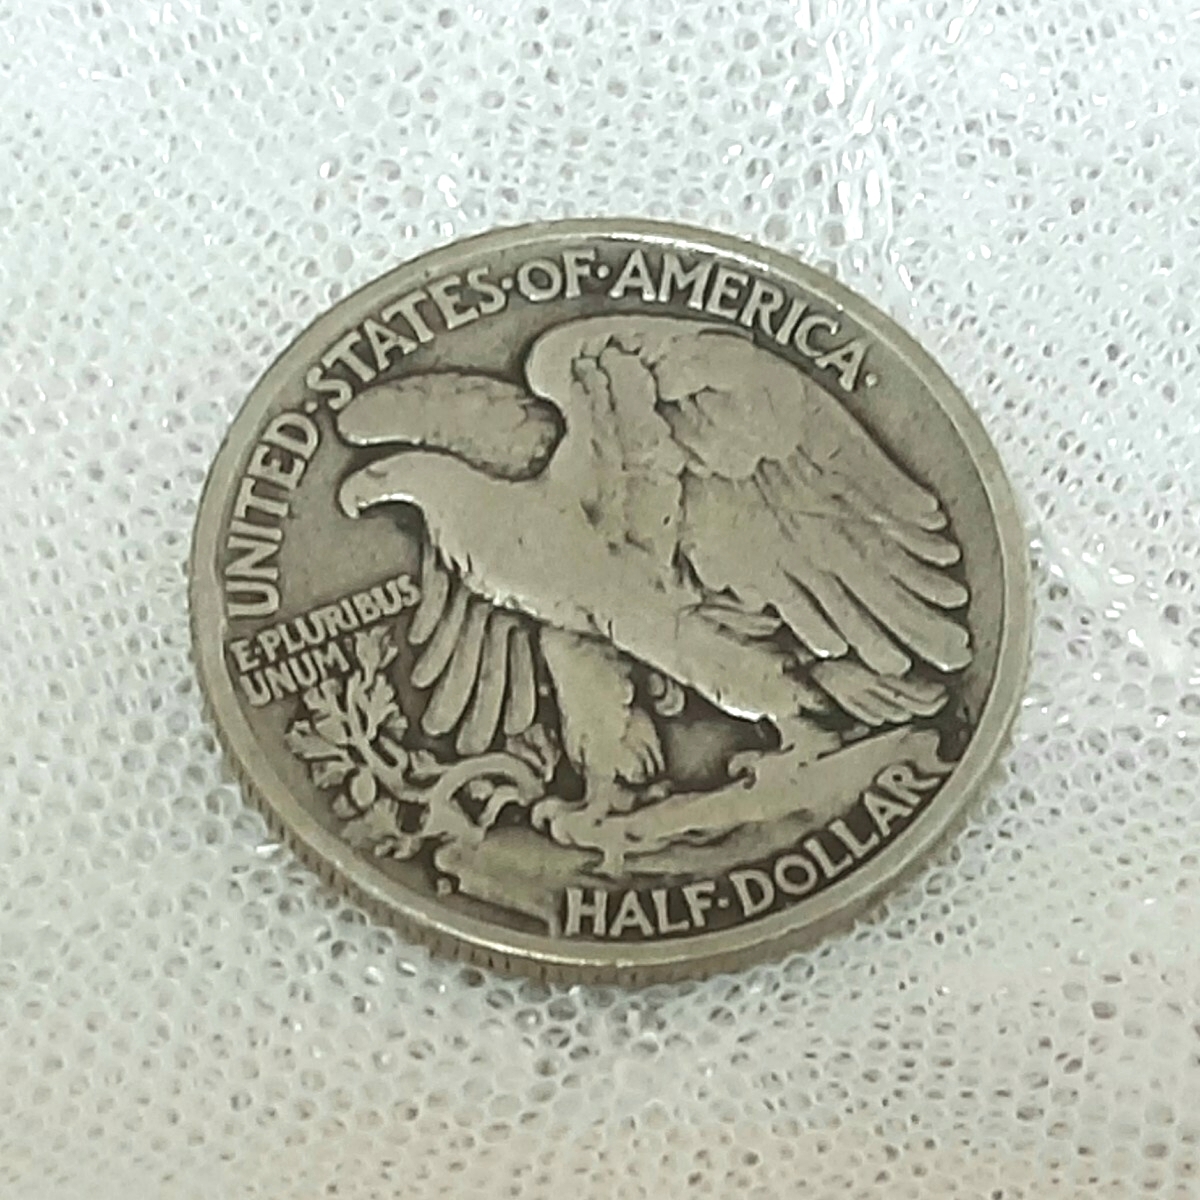 UNITED·STATES·OF·AMERICA·
E·PLURIBUS
UNUM
HALF·DOLLAR